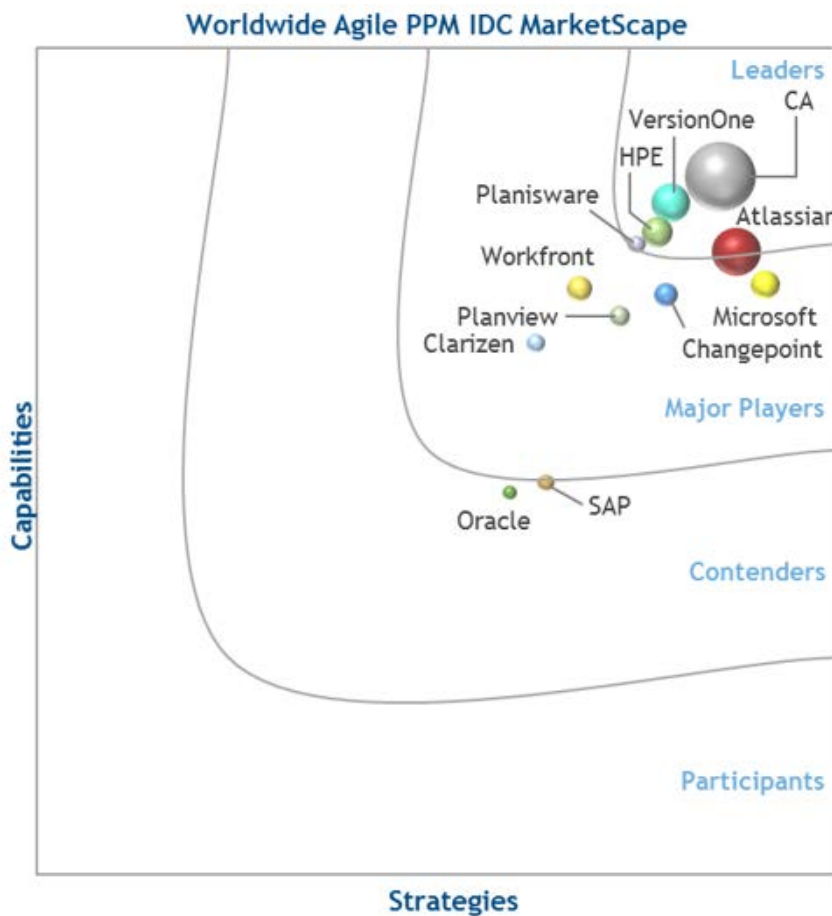 Worldwide Agile PPM IDC MarketScape
Leaders
CA
VersionOne
HPE
Planisware
Atlassian
Workfront
Planview
Microsoft
Clarizen
Changepoint
Major Players
Capabilities
SAP
Oracle
Contenders
Participants
Strategies